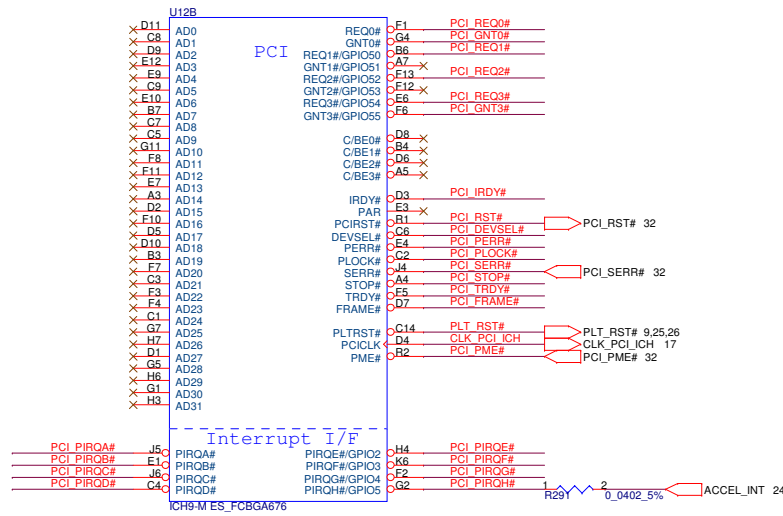 U12B
PCI
D11 AD0
C8 AD1
D9 AD2
E12 AD3
E9 AD4
C9 AD5
E10 AD6
B7 AD7
C7 AD8
C5 AD9
G11 AD10
F8 AD11
F11 AD12
E7 AD13
A3 AD14
D2 AD15
F10 AD16
D5 AD17
D10 AD18
B3 AD19
F7 AD20
C3 AD21
F3 AD22
F4 AD23
C1 AD24
G7 AD25
H7 AD26
D1 AD27
G5 AD28
H6 AD29
G1 AD30
H3 AD31
REQ0# F1 PCI_REQ0#
GNT0# G4 PCI_GNT0#
REQ1#/GPIO50 B6 PCI_REQ1#
GNT1#/GPIO51 A7
REQ2#/GPIO52 F13 PCI_REQ2#
GNT2#/GPIO53 F12
REQ3#/GPIO54 E6 PCI_REQ3#
GNT3#/GPIO55 F6 PCI_GNT3#
C/BE0# D8
C/BE1# B4
C/BE2# D6
C/BE3# A5
IRDY# D3 PCI_IRDY#
PAR E3
PCIRST# R1 PCI_RST# PCI_RST# 32
DEVSEL# C6 PCI_DEVSEL#
PERR# E4 PCI_PERR#
PLOCK# C2 PCI_PLOCK#
SERR# J4 PCI_SERR# PCI_SERR# 32
STOP# A4 PCI_STOP#
TRDY# F5 PCI_TRDY#
FRAME# D7 PCI_FRAME#
PLTRST# C14 PLT_RST# PLT_RST# 9,25,26
PCICLK D4 CLK_PCI_ICH CLK_PCI_ICH 17
PME# R2 PCI_PME# PCI_PME# 32
Interrupt I/F
PCI_PIRQA# J5 PIRQA# PIRQE#/GPIO2 H4 PCI_PIRQE#
PCI_PIRQB# E1 PIRQB# PIRQF#/GPIO3 K6 PCI_PIRQF#
PCI_PIRQC# J6 PIRQC# PIRQG#/GPIO4 F2 PCI_PIRQG#
PCI_PIRQD# C4 PIRQD# PIRQH#/GPIO5 G2 PCI_PIRQH# 1 2 ACCEL_INT 24
R291 0_0402_5%
ICH9-M ES_FCBGA676